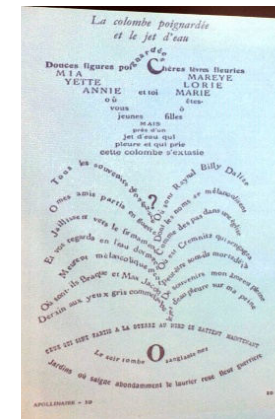 La colombe poignardée
et le jet d'eau
Douces figures poignardées Chères lèvres fleuries
MIA MAREYE
YETTE LORIE
ANNIE et toi MARIE
où êtes-
vous ô
jeunes filles
MAIS
près d'un
jet d'eau qui
pleure et qui prie
cette colombe s'extasie
Tous les souvenirs de
? Où sont Raynal Billy Dalize
O mes amis partis en guerre
Dont les noms se mélancolisent
Jaillissent vers le firmament
Comme des pas dans une église
Et vos regards en l'eau dormant
Où est Cremnitz qui s'engagea
Meurent mélancoliquement
Peut-être sont-ils morts déjà
Où sont-ils Braque et Max Jacob
De souvenirs mon âme est pleine
Derain aux yeux gris comme
jet d'eau pleure sur ma peine
CEUX QUI SONT PARTIS A LA GUERRE AU NORD SE BATTENT MAINTENANT
Le soir tombe O sanglante mer
Jardins où saigne abondamment le laurier rose fleur guerrière
APOLLINAIRE